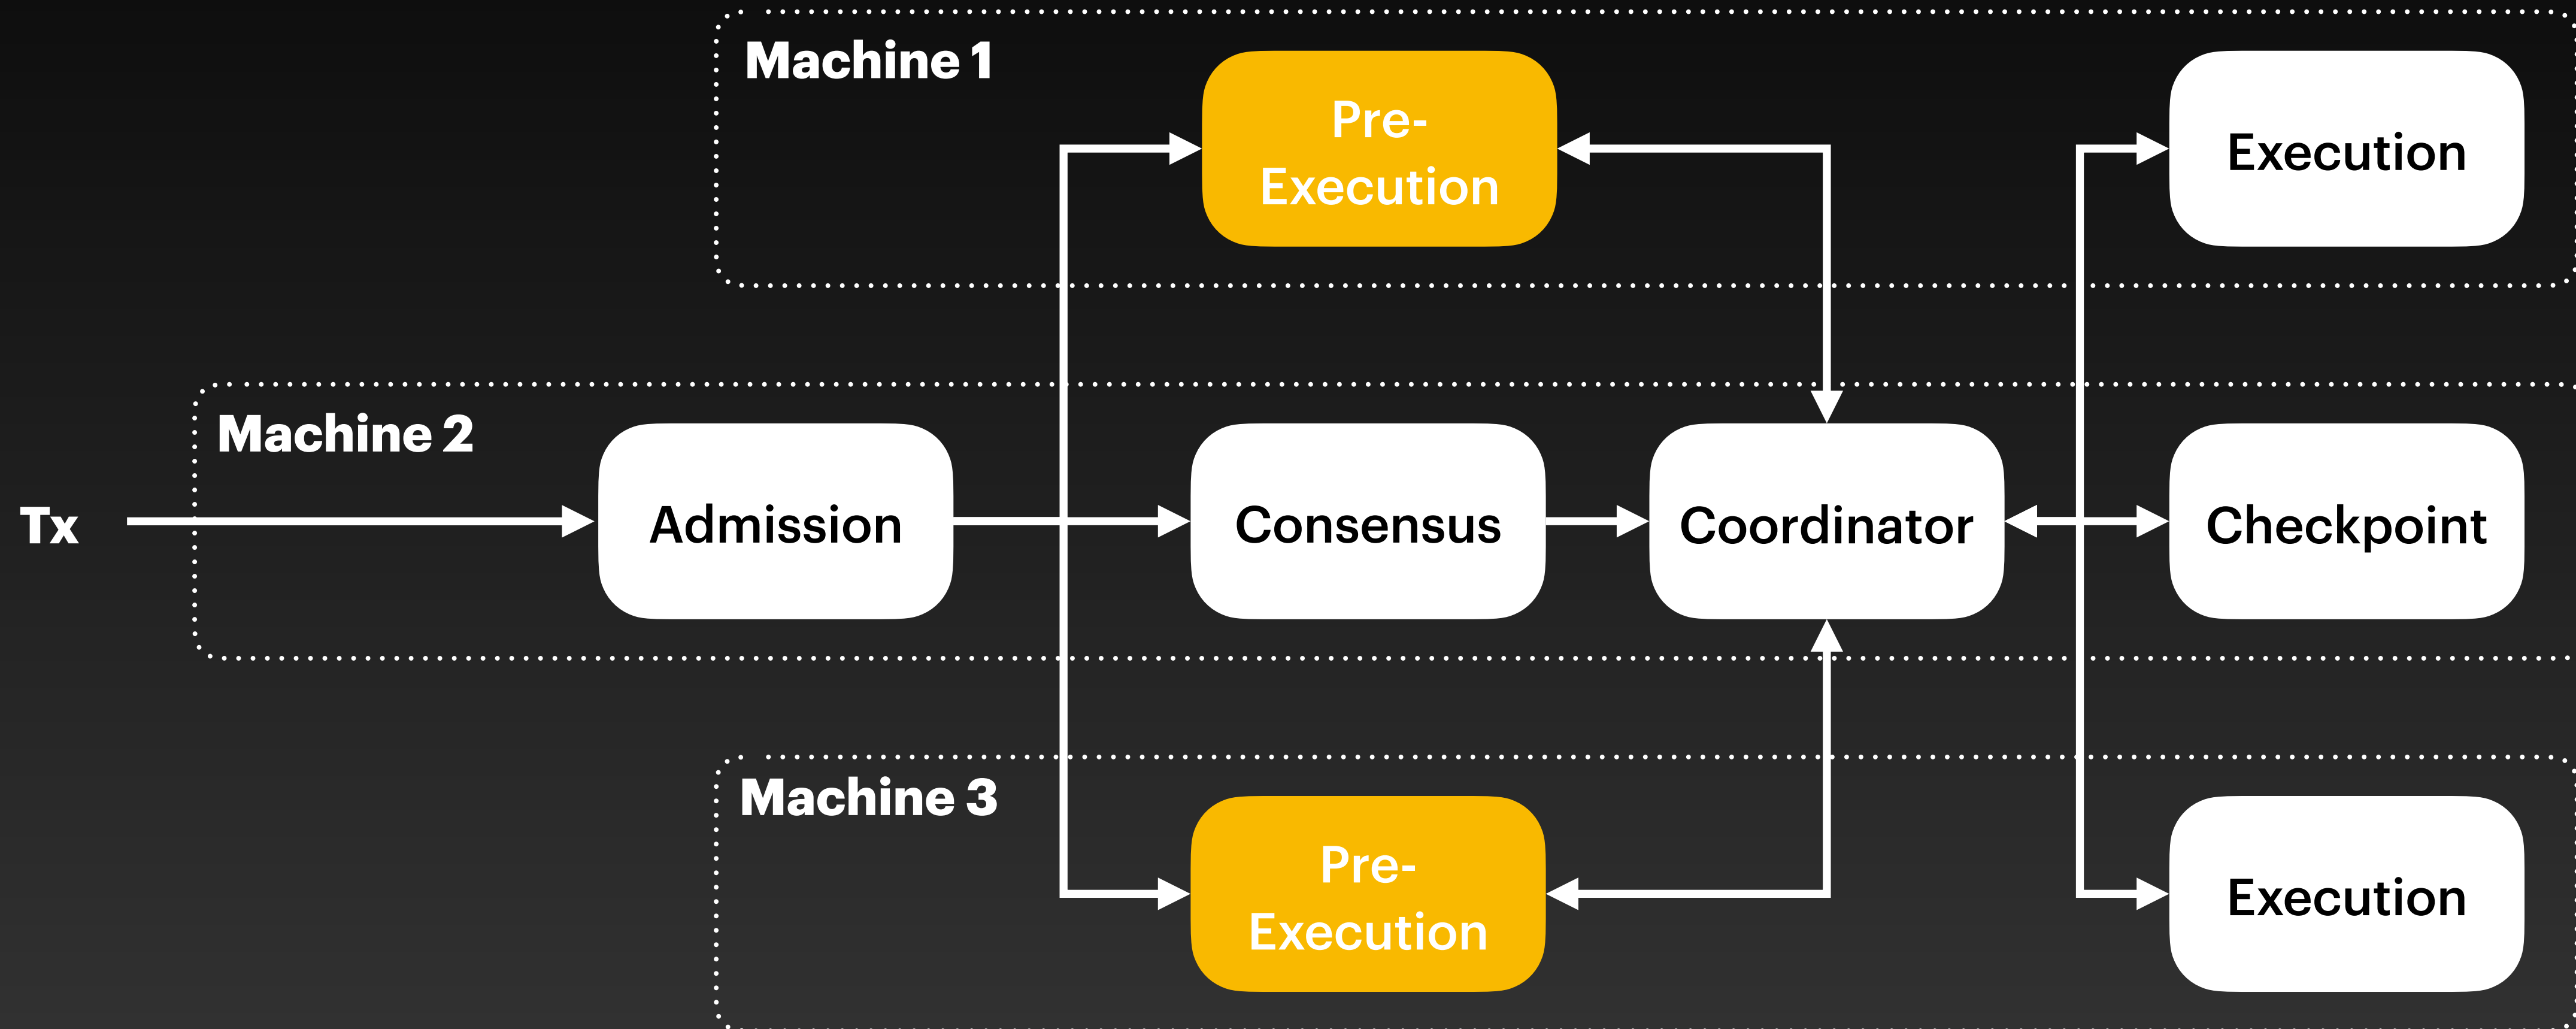 Machine 1
Pre-
Execution
Execution
Machine 2
Tx
Admission
Consensus
Coordinator
Checkpoint
Machine 3
Pre-
Execution
Execution